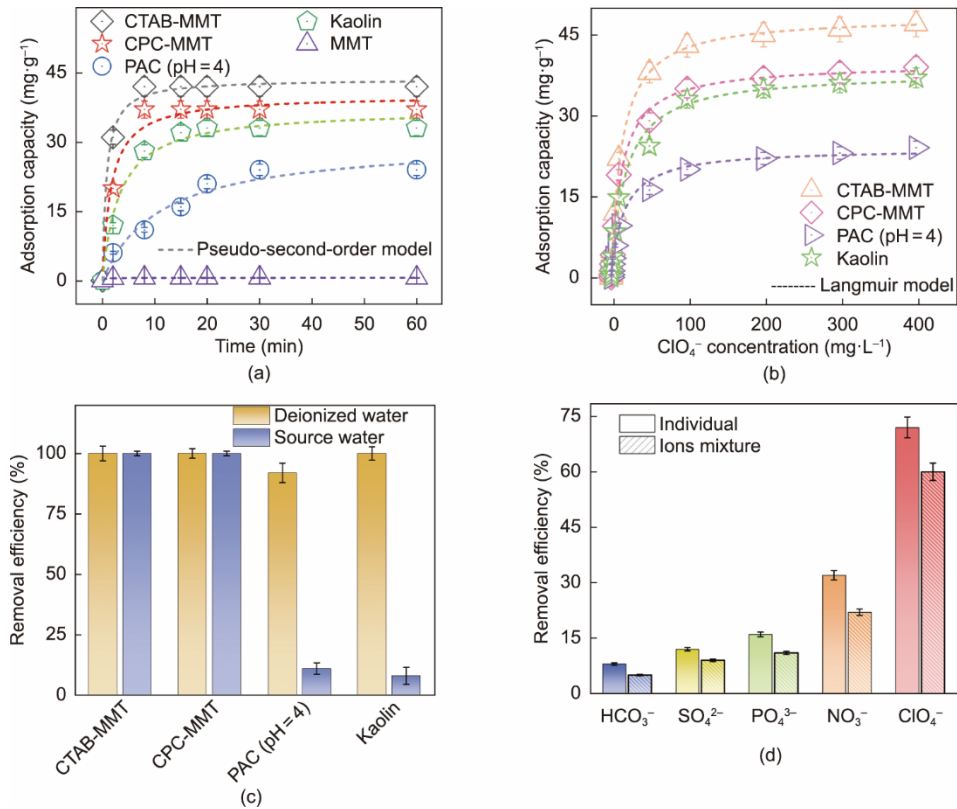 CTAB-MMT
CPC-MMT
PAC (pH = 4)
Kaolin
MMT
45
30
15
0
Adsorption capacity (mg·g⁻¹)
Pseudo-second-order model
0 10 20 30 40 50 60
Time (min)
(a)
45
30
15
0
Adsorption capacity (mg·g⁻¹)
CTAB-MMT
CPC-MMT
PAC (pH = 4)
Kaolin
Langmuir model
0 100 200 300 400
ClO₄⁻ concentration (mg·L⁻¹)
(b)
Deionized water
Source water
100
75
50
25
0
Removal efficiency (%)
CTAB-MMT
CPC-MMT
PAC (pH = 4)
Kaolin
(c)
Individual
Ions mixture
75
60
45
30
15
0
Removal efficiency (%)
HCO₃⁻ SO₄²⁻ PO₄³⁻ NO₃⁻ ClO₄⁻
(d)